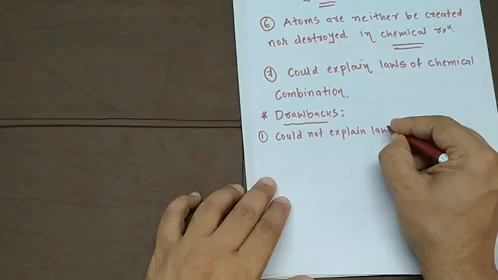 ⑥ Atoms are neither be created
nor destroyed in chemical rxⁿ.
⑦ Could explain laws of chemical
combination.
* Drawbacks:
① Could not explain law